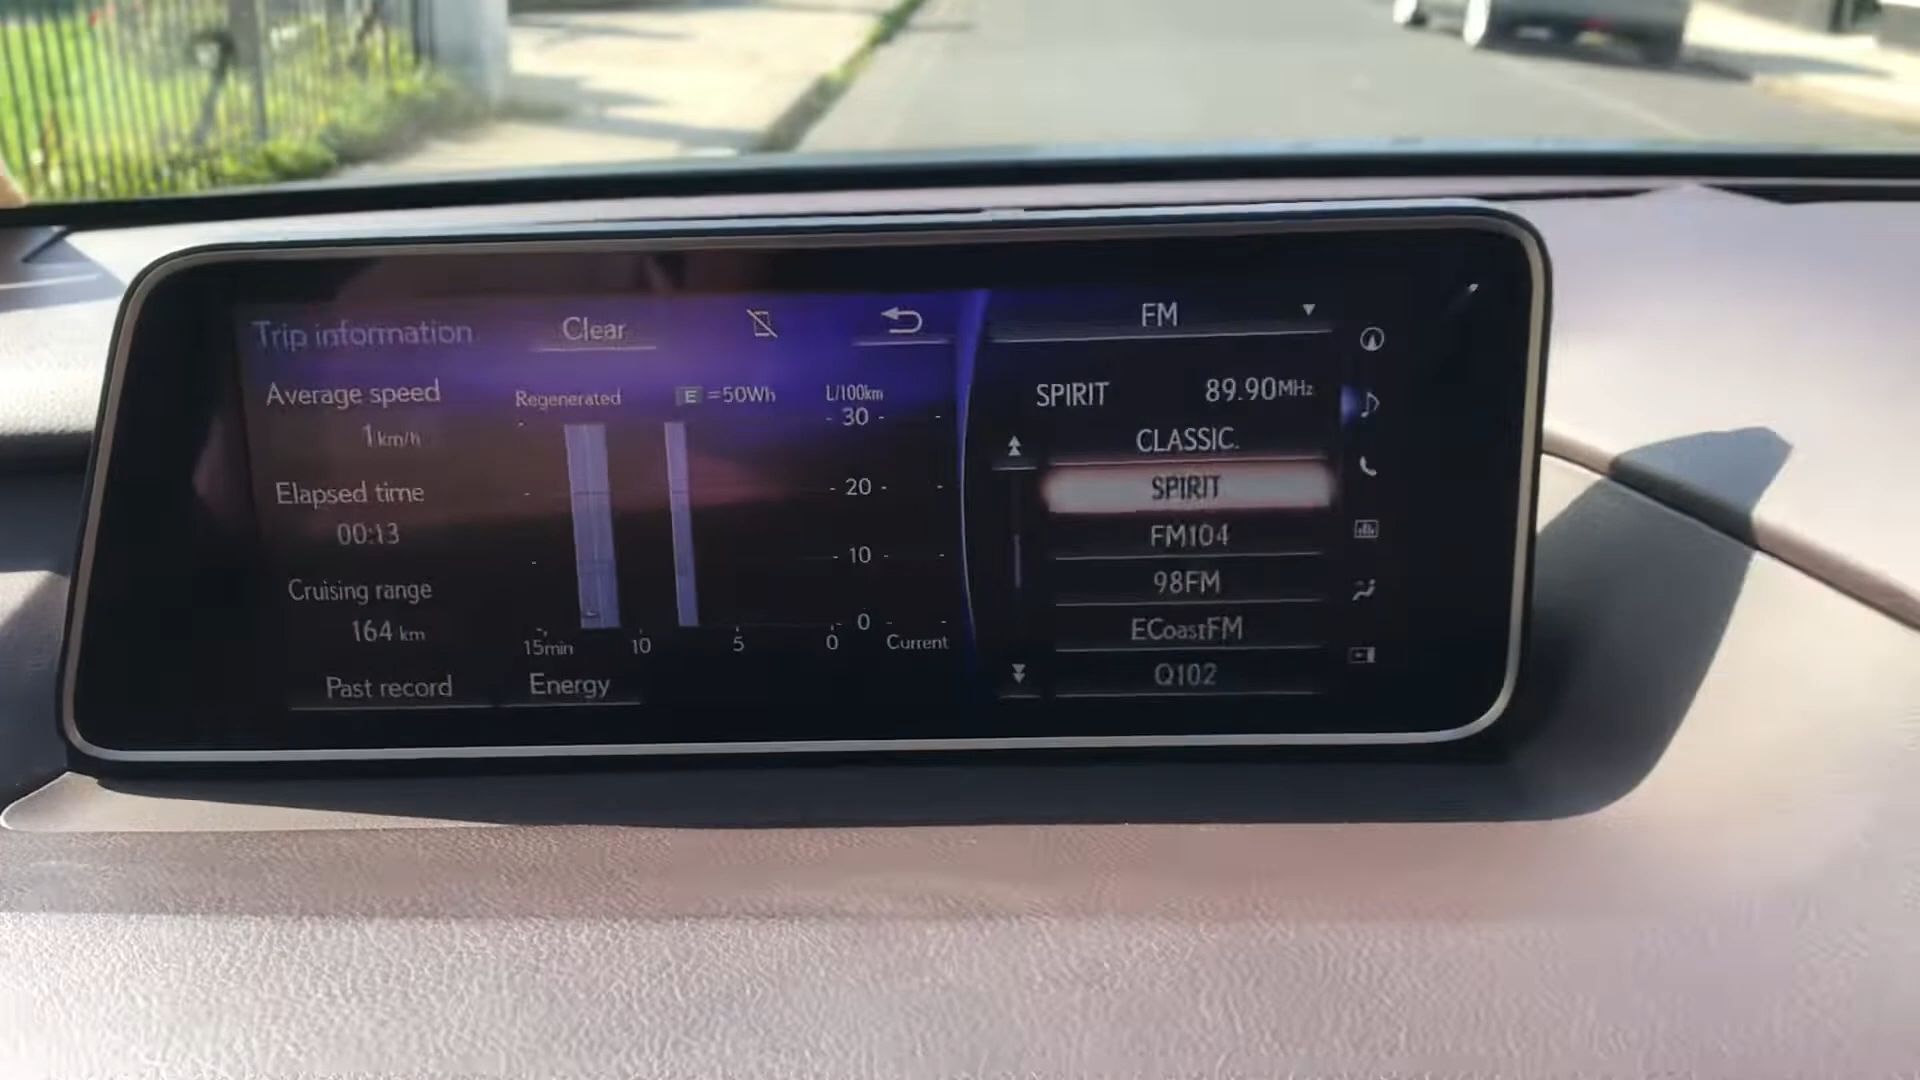 Trip information
Clear
Average speed
1 km/h
Elapsed time
00:13
Cruising range
164 km
Past record
Energy
Regenerated
E =50Wh
L/100km
30
20
10
0
15min 10 5 0 Current
FM
SPIRIT 89.90MHz
CLASSIC.
SPIRIT
FM104
98FM
ECoastFM
Q102